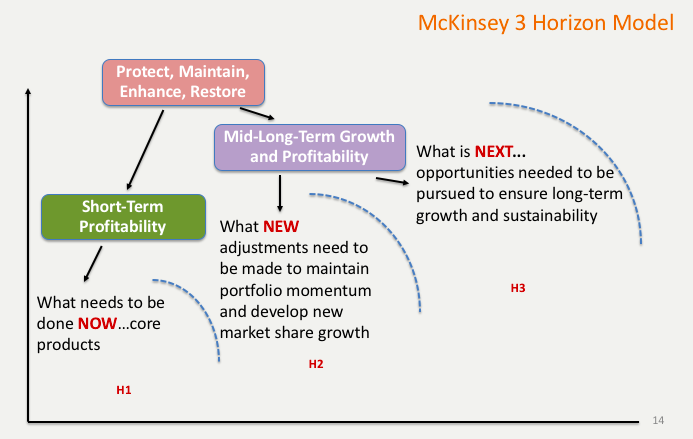 McKinsey 3 Horizon Model
Protect, Maintain,
Enhance, Restore
Mid-Long-Term Growth
and Profitability
What is NEXT...
opportunities needed to be
pursued to ensure long-term
growth and sustainability
Short-Term
Profitability
What NEW
adjustments need to
be made to maintain
portfolio momentum
and develop new
market share growth
What needs to be
done NOW...core
products
H3
H2
H1
14